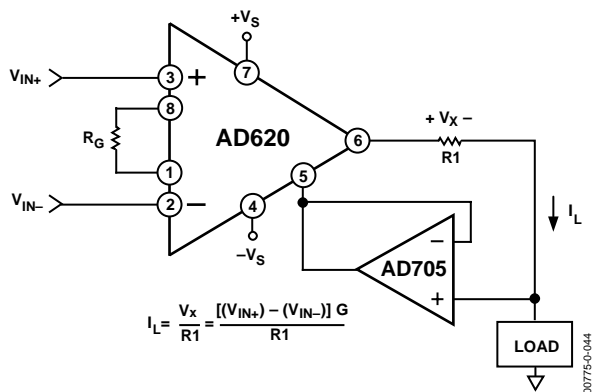 +VS
VIN+
3
+
7
8
+ VX –
RG
AD620
6
R1
1
5
VIN–
2
–
4
–VS
IL
–
AD705
+
IL= Vx / R1 = [(VIN+) – (VIN–)] G / R1
LOAD
00775-0-044